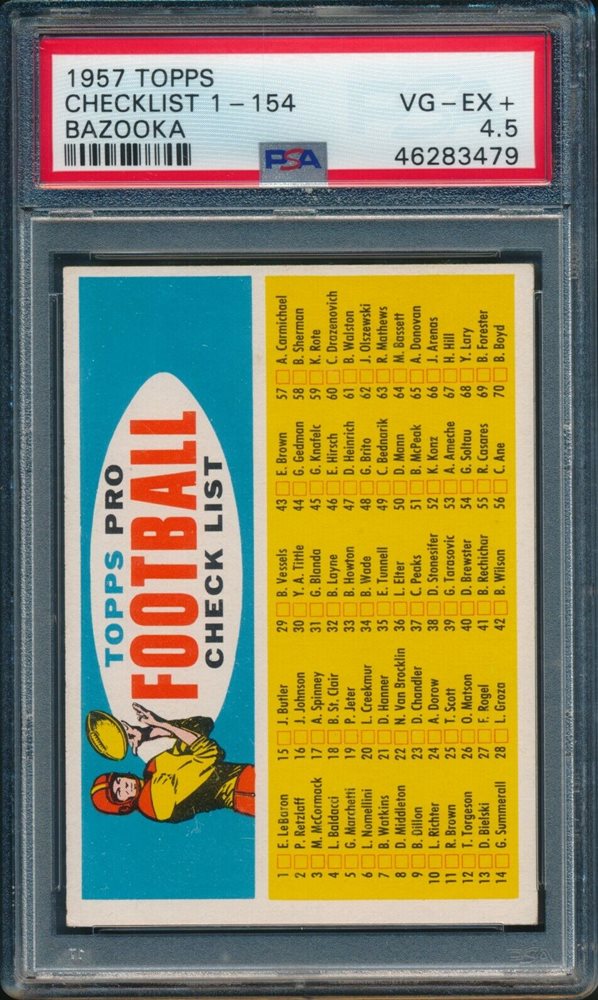 1957 TOPPS
CHECKLIST 1-154
BAZOOKA
VG-EX+
4.5
46283479
PSA
TOPPS PRO
FOOTBALL
CHECK LIST
1 E. LeBaron
2 P. Retzlaff
3 M. McCormack
4 L. Baldacci
5 G. Marchetti
6 L. Nomellini
7 B. Watkins
8 D. Middleton
9 B. Dillon
10 L. Richter
11 R. Brown
12 T. Torgeson
13 D. Bielski
14 G. Summerall
15 J. Butler
16 J. Johnson
17 A. Spinney
18 B. St. Clair
19 P. Jeter
20 L. Creekmur
21 D. Hanner
22 N. Van Brocklin
23 D. Chandler
24 A. Dorow
25 T. Scott
26 O. Matson
27 F. Rogel
28 L. Groza
29 B. Vessels
30 Y. A. Tittle
31 G. Blanda
32 B. Layne
33 B. Howton
34 B. Wade
35 E. Tunnell
36 L. Elter
37 C. Peaks
38 D. Stonesifer
39 G. Tarasovic
40 D. Brewster
41 B. Rechichar
42 B. Wilson
43 E. Brown
44 G. Gedman
45 G. Knafelc
46 E. Hirsch
47 D. Heinrich
48 G. Brito
49 C. Bednarik
50 D. Mann
51 B. McPeak
52 K. Konz
53 A. Ameche
54 G. Soltau
55 R. Casares
56 C. Ane
57 A. Carmichael
58 B. Sherman
59 K. Rote
60 C. Drazenovich
61 B. Walston
62 J. Olszewski
63 R. Mathews
64 M. Bassett
65 A. Donovan
66 J. Arenas
67 H. Hill
68 Y. Lary
69 B. Forester
70 B. Boyd